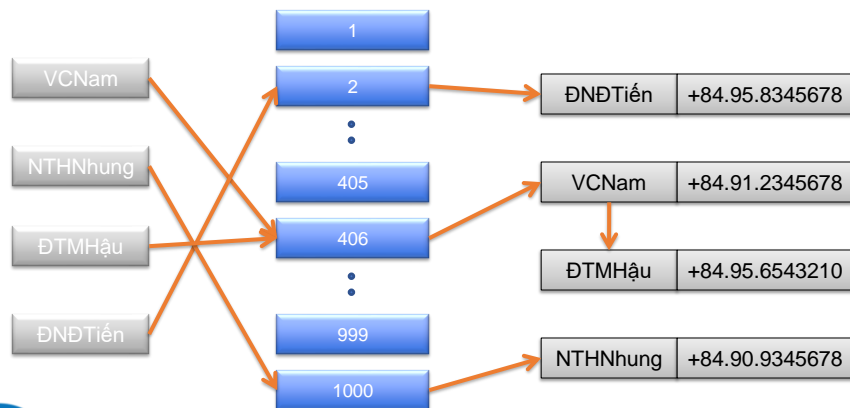 1
VCNam
2
ĐNĐTiến +84.95.8345678
NTHNhung
405
VCNam +84.91.2345678
ĐTMHậu
406
ĐTMHậu +84.95.6543210
ĐNĐTiến
999
NTHNhung +84.90.9345678
1000